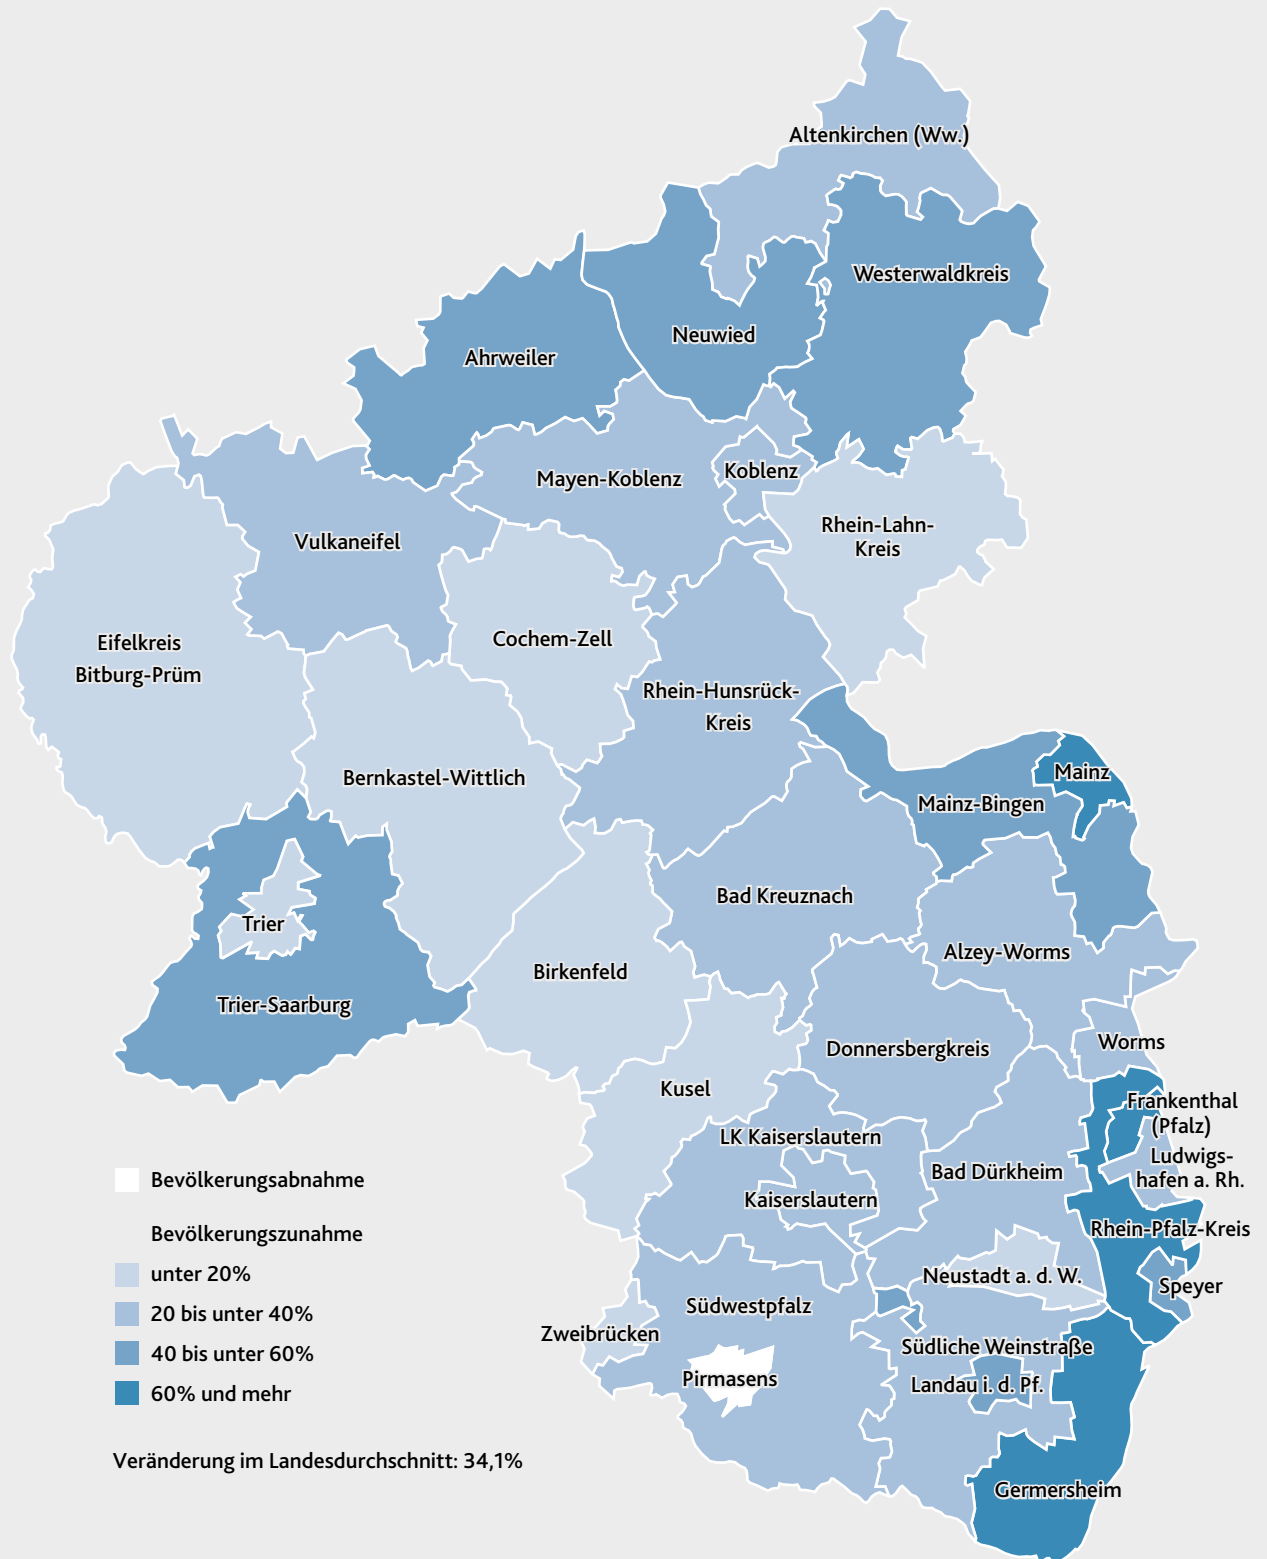 Altenkirchen (Ww.)
Westerwaldkreis
Neuwied
Ahrweiler
Mayen-Koblenz
Koblenz
Rhein-Lahn-
Kreis
Vulkaneifel
Cochem-Zell
Eifelkreis
Bitburg-Prüm
Rhein-Hunsrück-
Kreis
Bernkastel-Wittlich
Mainz
Mainz-Bingen
Bad Kreuznach
Trier
Alzey-Worms
Birkenfeld
Trier-Saarburg
Worms
Donnersbergkreis
Kusel
Frankenthal
(Pfalz)
LK Kaiserslautern
Ludwigs-
hafen a. Rh.
Bad Dürkheim
Kaiserslautern
Rhein-Pfalz-Kreis
Neustadt a. d. W.
Speyer
Südwestpfalz
Zweibrücken
Südliche Weinstraße
Pirmasens
Landau i. d. Pf.
Germersheim
Bevölkerungsabnahme
Bevölkerungszunahme
unter 20%
20 bis unter 40%
40 bis unter 60%
60% und mehr
Veränderung im Landesdurchschnitt: 34,1%